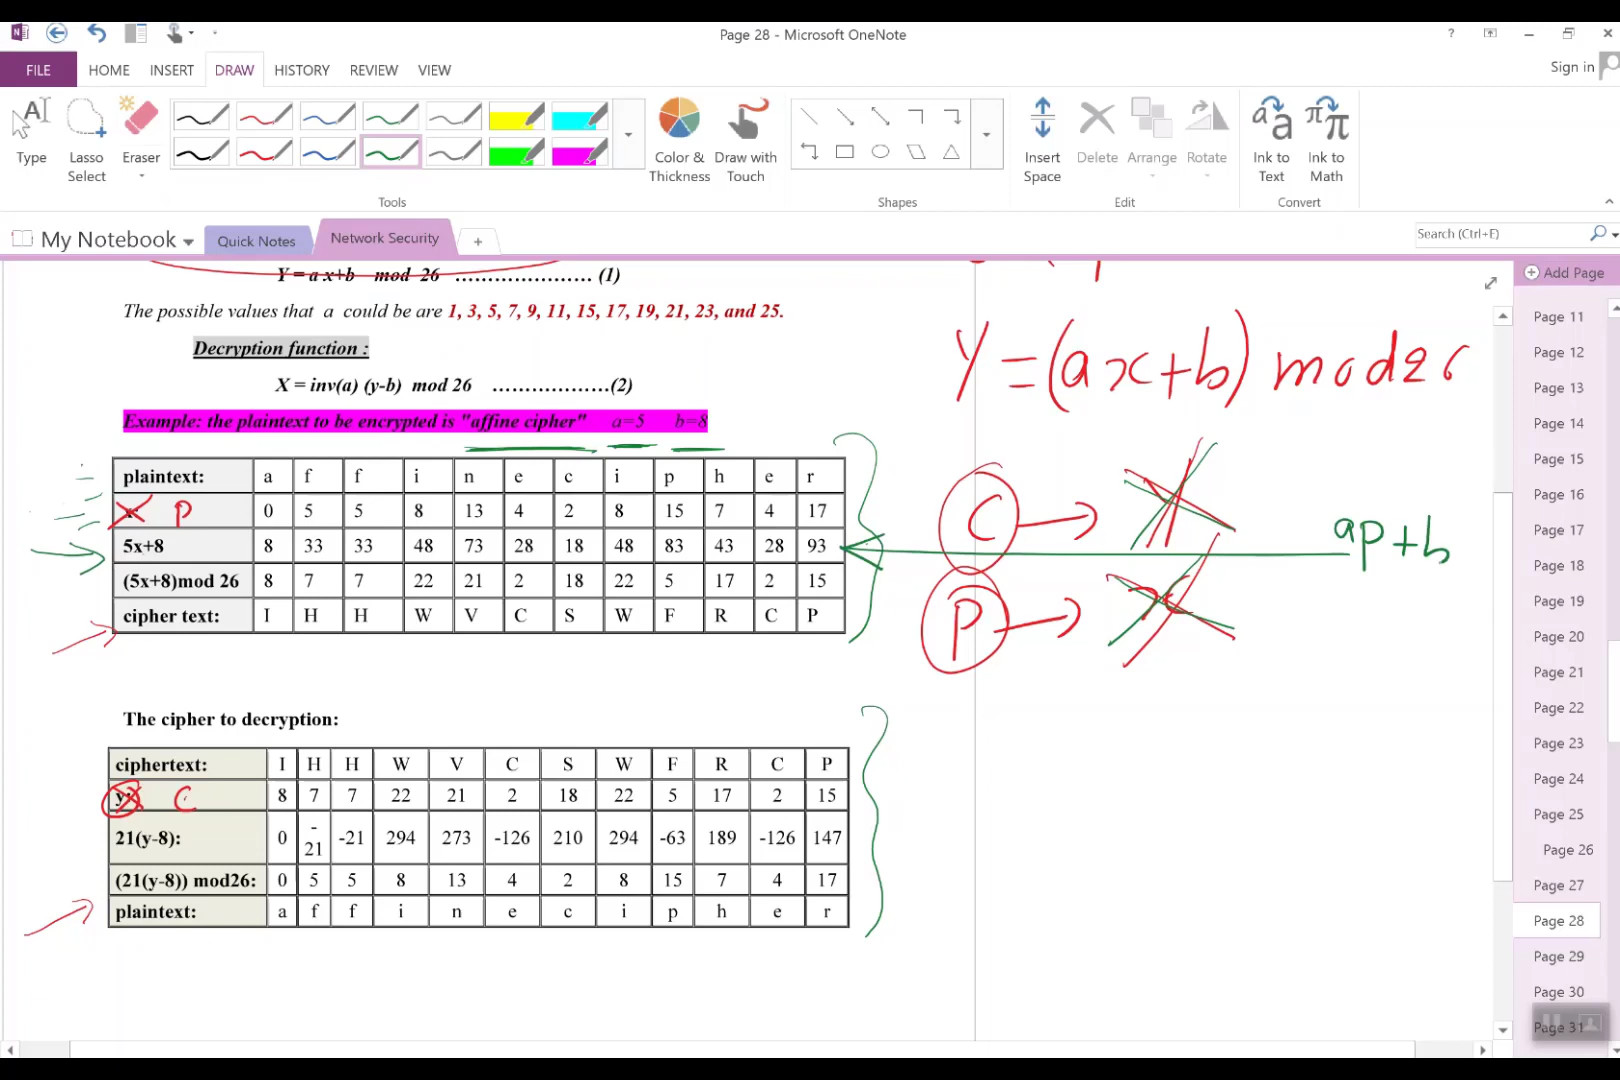 Page 28 - Microsoft OneNote
?
FILE HOME INSERT DRAW HISTORY REVIEW VIEW Sign in
Type Lasso Select Eraser Color & Thickness Draw with Touch Insert Space Delete Arrange Rotate Ink to Text Ink to Math
Tools Shapes Edit Convert
My Notebook Quick Notes Network Security + Search (Ctrl+E)
Add Page
Y = a x+b mod 26 ........................ (1)
The possible values that a could be are 1, 3, 5, 7, 9, 11, 15, 17, 19, 21, 23, and 25.
Decryption function :
X = inv(a) (y-b) mod 26 ....................(2)
Example: the plaintext to be encrypted is "affine cipher" a=5 b=8
plaintext: a f f i n e c i p h e r
P 0 5 5 8 13 4 2 8 15 7 4 17
5x+8 8 33 33 48 73 28 18 48 83 43 28 93
(5x+8)mod 26 8 7 7 22 21 2 18 22 5 17 2 15
cipher text: I H H W V C S W F R C P
The cipher to decryption:
ciphertext: I H H W V C S W F R C P
y: C 8 7 7 22 21 2 18 22 5 17 2 15
21(y-8): 0 -21 -21 294 273 -126 210 294 -63 189 -126 147
(21(y-8)) mod26: 0 5 5 8 13 4 2 8 15 7 4 17
plaintext: a f f i n e c i p h e r
Y = (ax+b) mod 26
C
P
ap+b
Page 11
Page 12
Page 13
Page 14
Page 15
Page 16
Page 17
Page 18
Page 19
Page 20
Page 21
Page 22
Page 23
Page 24
Page 25
Page 26
Page 27
Page 28
Page 29
Page 30
Page 31